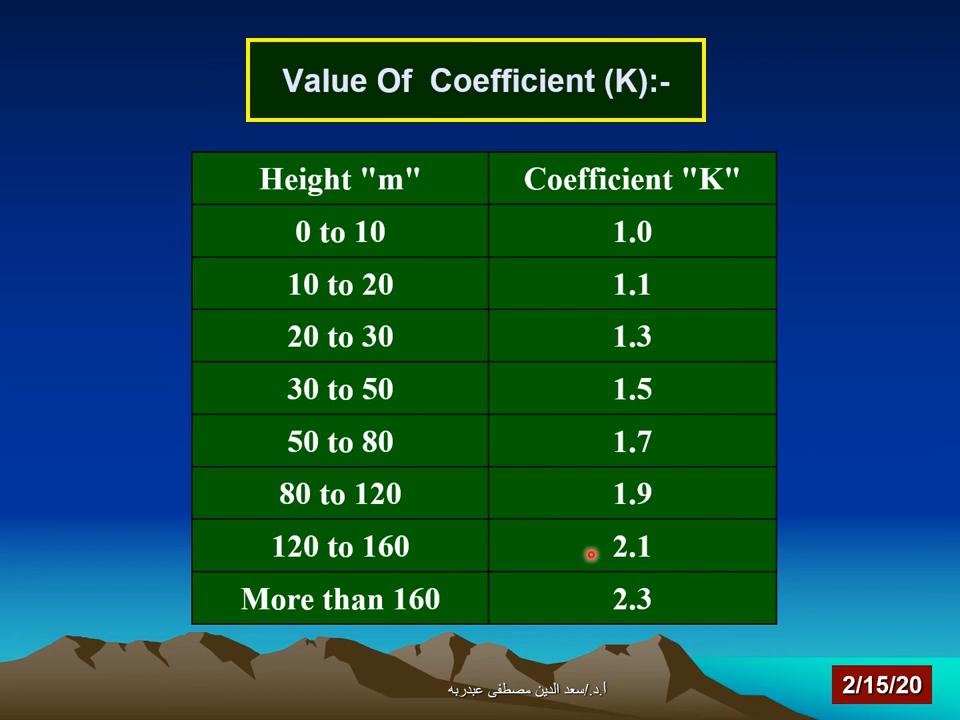 Value Of Coefficient (K):-
Height "m" Coefficient "K"
0 to 10 1.0
10 to 20 1.1
20 to 30 1.3
30 to 50 1.5
50 to 80 1.7
80 to 120 1.9
120 to 160 2.1
More than 160 2.3
ا.د./سعد الدين مصطفى عبدربه
2/15/20